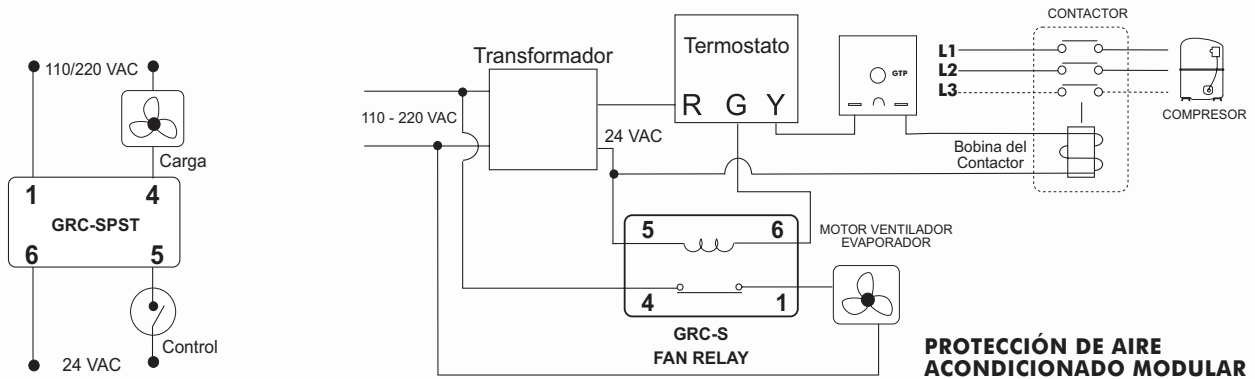 110/220 VAC
Carga
1
4
GRC-SPST
6
5
Control
24 VAC
Transformador
110 - 220 VAC
24 VAC
Termostato
R G Y
GTP
CONTACTOR
L1
L2
L3
COMPRESOR
Bobina del
Contactor
5
6
4
1
GRC-S
FAN RELAY
MOTOR VENTILADOR
EVAPORADOR
PROTECCIÓN DE AIRE
ACONDICIONADO MODULAR